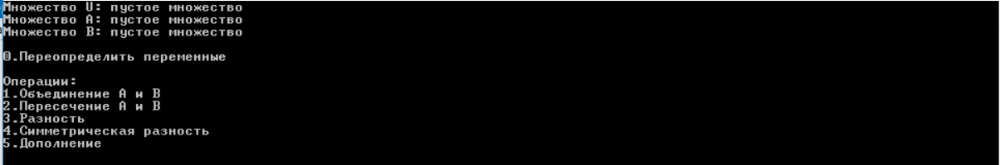 Множество U: пустое множество
Множество A: пустое множество
Множество B: пустое множество
0.Переопределить переменные
Операции:
1.Объединение A и B
2.Пересечение A и B
3.Разность
4.Симметрическая разность
5.Дополнение